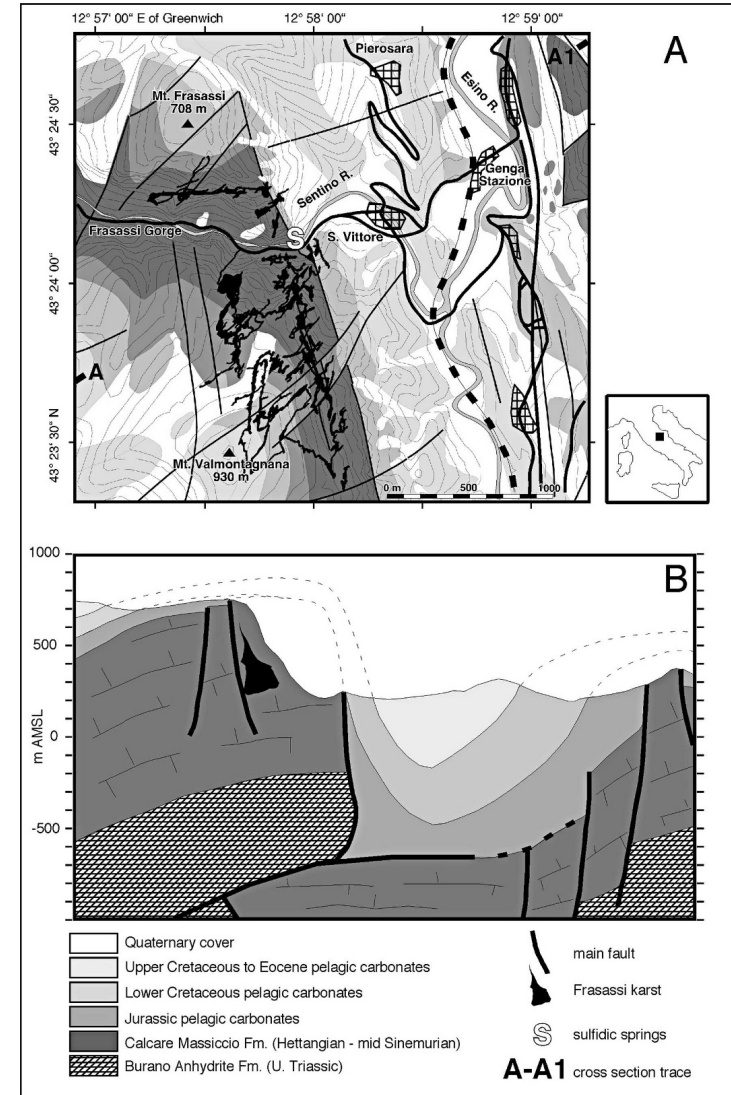 12° 57' 00" E of Greenwich
12° 58' 00"
12° 59' 00"
A
A1
Pierosara
Esino R.
Mt. Frasassi
708 m
43° 24' 30"
Genga
Stazione
Sentino R.
Frasassi Gorge
S
S. Vittore
43° 24' 00"
A
43° 23' 30" N
Mt. Valmontagnana
930 m
0 m
500
1000
B
1000
500
0
-500
m AMSL
Quaternary cover
Upper Cretaceous to Eocene pelagic carbonates
Lower Cretaceous pelagic carbonates
Jurassic pelagic carbonates
Calcare Massiccio Fm. (Hettangian - mid Sinemurian)
Burano Anhydrite Fm. (U. Triassic)
main fault
Frasassi karst
S sulfidic springs
A-A1 cross section trace